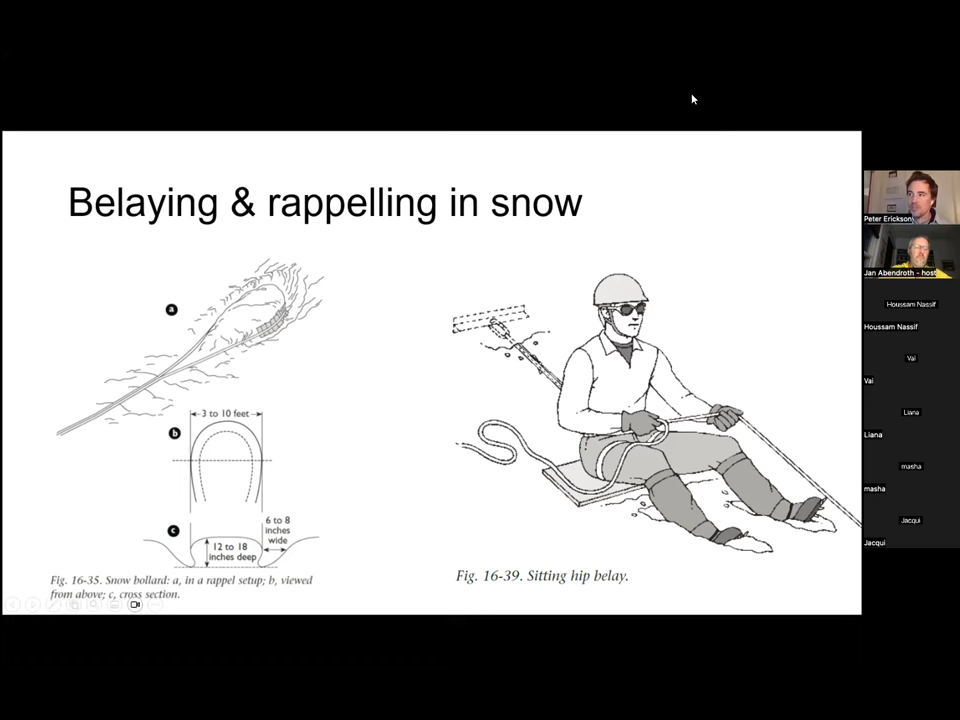 Belaying & rappelling in snow
a
3 to 10 feet
b
c
12 to 18
inches deep
6 to 8
inches
wide
Fig. 16-35. Snow bollard: a, in a rappel setup; b, viewed
from above; c, cross section.
Fig. 16-39. Sitting hip belay.
Peter Erickson
Jan Abendroth - host
Houssam Nassif
Houssam Nassif
Vai
Vai
Liana
Liana
masha
masha
Jacqui
Jacqui